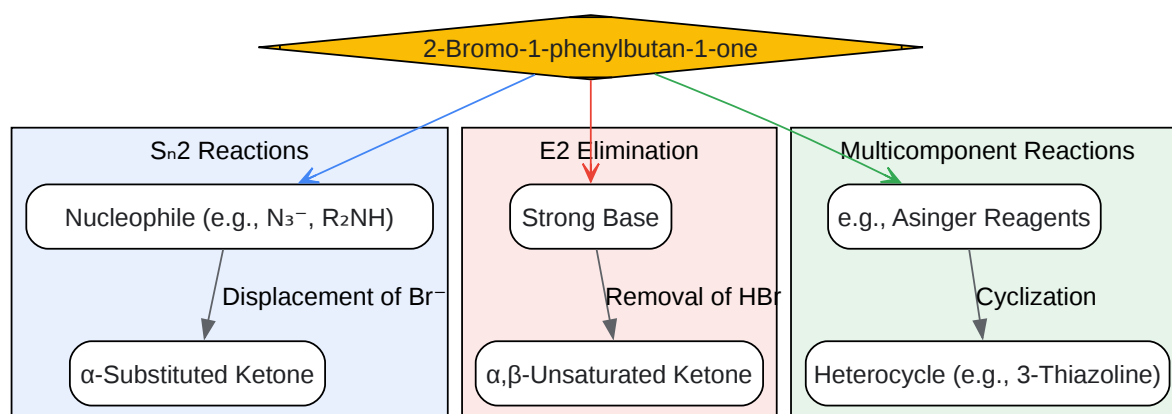 2-Bromo-1-phenylbutan-1-one
Sₙ2 Reactions
E2 Elimination
Multicomponent Reactions
Nucleophile (e.g., N₃⁻, R₂NH)
Strong Base
e.g., Asinger Reagents
Displacement of Br⁻
Removal of HBr
Cyclization
α-Substituted Ketone
α,β-Unsaturated Ketone
Heterocycle (e.g., 3-Thiazoline)